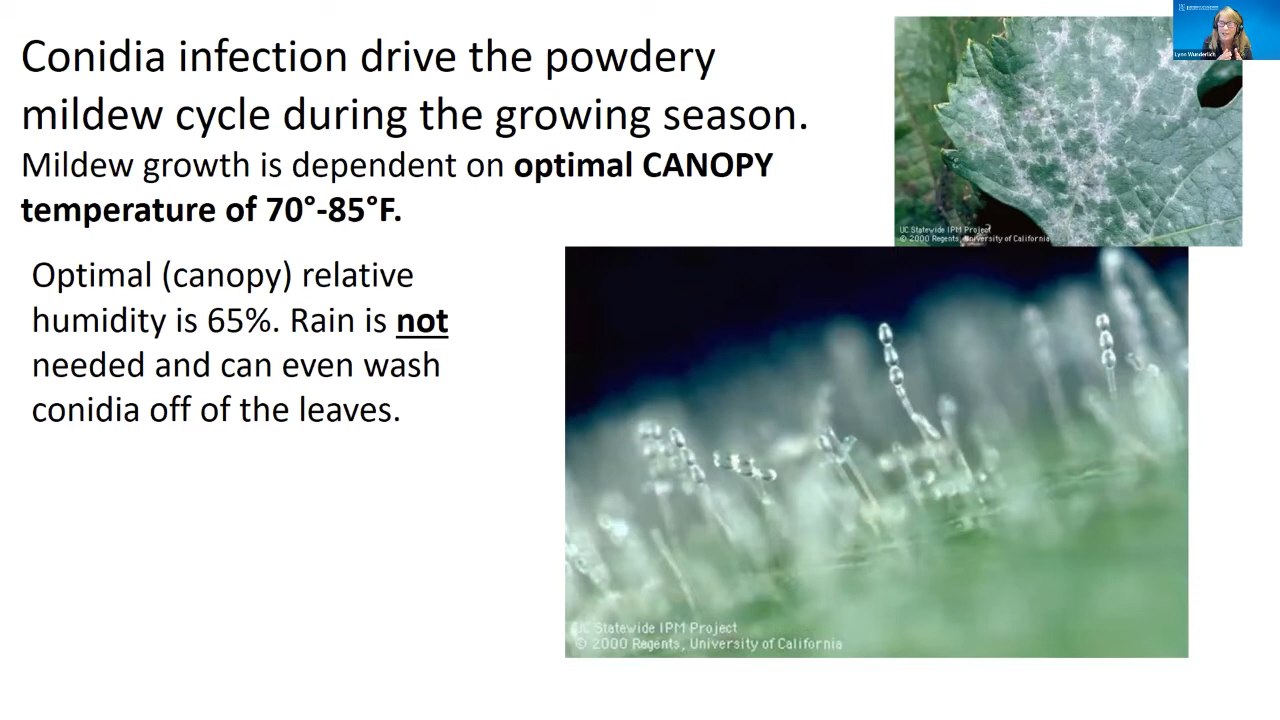 Conidia infection drive the powdery
mildew cycle during the growing season.
Mildew growth is dependent on optimal CANOPY
temperature of 70°-85°F.
Optimal (canopy) relative
humidity is 65%. Rain is not
needed and can even wash
conidia off of the leaves.
UC Statewide IPM Project
© 2000 Regents, University of California
UC Statewide IPM Project
© 2000 Regents, University of California
Lynn Wunderlich